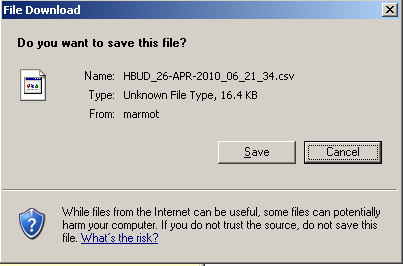 File Download
Do you want to save this file?
Name: HBUD_26-APR-2010_06_21_34.csv
Type: Unknown File Type, 16.4 KB
From: marmot
Save Cancel
While files from the Internet can be useful, some files can potentially
harm your computer. If you do not trust the source, do not save this
file. What's the risk?